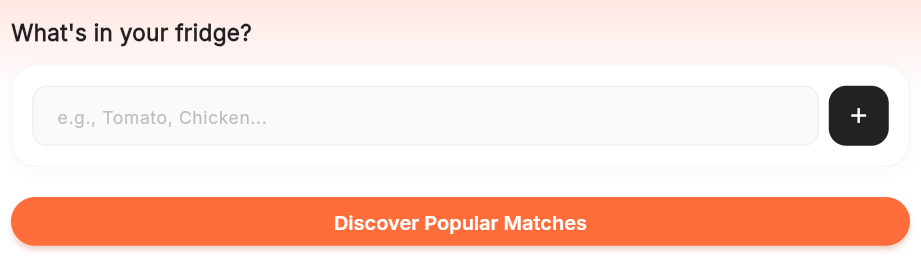 What's in your fridge?
e.g., Tomato, Chicken...
+
Discover Popular Matches